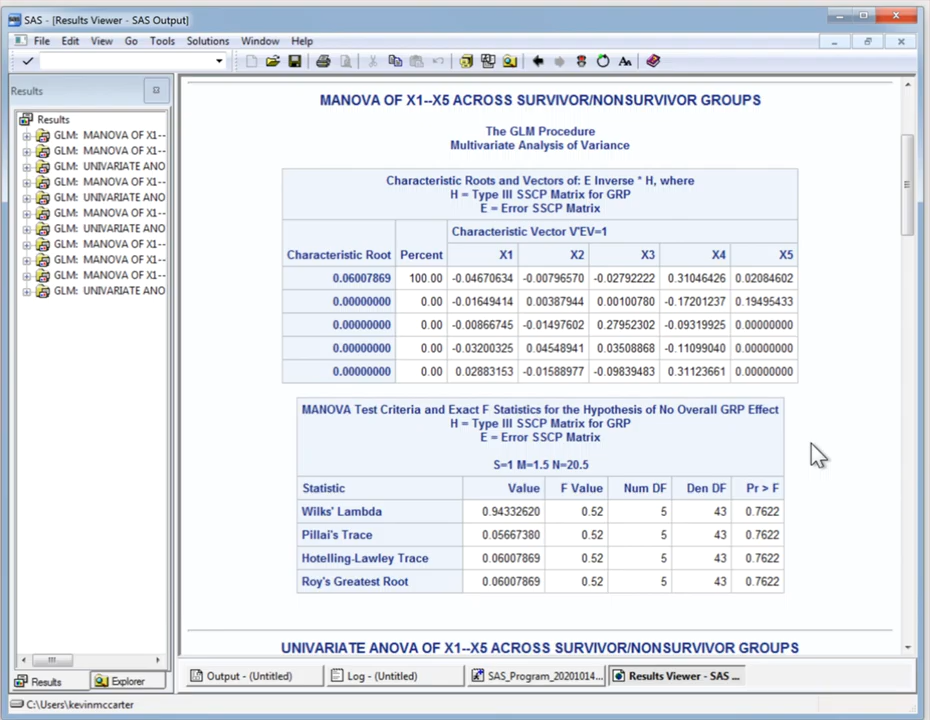 SAS - [Results Viewer - SAS Output]
File Edit View Go Tools Solutions Window Help
Results
Results
GLM: MANOVA OF X1--
GLM: MANOVA OF X1--
GLM: UNIVARIATE ANO
GLM: MANOVA OF X1--
GLM: UNIVARIATE ANO
GLM: MANOVA OF X1--
GLM: UNIVARIATE ANO
GLM: MANOVA OF X1--
GLM: MANOVA OF X1--
GLM: MANOVA OF X1--
GLM: UNIVARIATE ANO
MANOVA OF X1--X5 ACROSS SURVIVOR/NONSURVIVOR GROUPS
The GLM Procedure
Multivariate Analysis of Variance
Characteristic Roots and Vectors of: E Inverse * H, where
H = Type III SSCP Matrix for GRP
E = Error SSCP Matrix
Characteristic Vector V'EV=1
Characteristic Root Percent X1 X2 X3 X4 X5
0.06007869 100.00 -0.04670634 -0.00796570 -0.02792222 0.31046426 0.02084602
0.00000000 0.00 -0.01649414 0.00387944 0.00100780 -0.17201237 0.19495433
0.00000000 0.00 -0.00866745 -0.01497602 0.27952302 -0.09319925 0.00000000
0.00000000 0.00 -0.03200325 0.04548941 0.03508868 -0.11099040 0.00000000
0.00000000 0.00 0.02883153 -0.01588977 -0.09839483 0.31123661 0.00000000
MANOVA Test Criteria and Exact F Statistics for the Hypothesis of No Overall GRP Effect
H = Type III SSCP Matrix for GRP
E = Error SSCP Matrix
S=1 M=1.5 N=20.5
Statistic Value F Value Num DF Den DF Pr > F
Wilks' Lambda 0.94332620 0.52 5 43 0.7622
Pillai's Trace 0.05667380 0.52 5 43 0.7622
Hotelling-Lawley Trace 0.06007869 0.52 5 43 0.7622
Roy's Greatest Root 0.06007869 0.52 5 43 0.7622
UNIVARIATE ANOVA OF X1--X5 ACROSS SURVIVOR/NONSURVIVOR GROUPS
Results Explorer
Output - (Untitled) Log - (Untitled) SAS_Program_20201014... Results Viewer - SAS ...
C:\Users\kevinmccarter